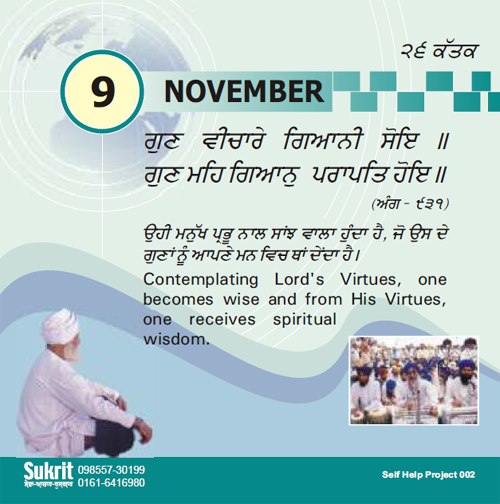 ੨੬ ਕੱਤਕ
9 NOVEMBER
ਗੁਣ ਵੀਚਾਰੇ ਗਿਆਨੀ ਸੋਇ ॥
ਗੁਣ ਮਹਿ ਗਿਆਨੁ ਪਰਾਪਤਿ ਹੋਇ॥
(ਅੰਗ - ੯੩੧)
ਉਹੀ ਮਨੁੱਖ ਪ੍ਰਭੂ ਨਾਲ ਸਾਂਝ ਵਾਲਾ ਹੁੰਦਾ ਹੈ, ਜੋ ਉਸ ਦੇ
ਗੁਣਾਂ ਨੂੰ ਆਪਣੇ ਮਨ ਵਿਚ ਥਾਂ ਦੇਂਦਾ ਹੈ।
Contemplating Lord's Virtues, one
becomes wise and from His Virtues,
one receives spiritual
wisdom.
Sukrit 098557-30199
0161-6416980
Self Help Project 002